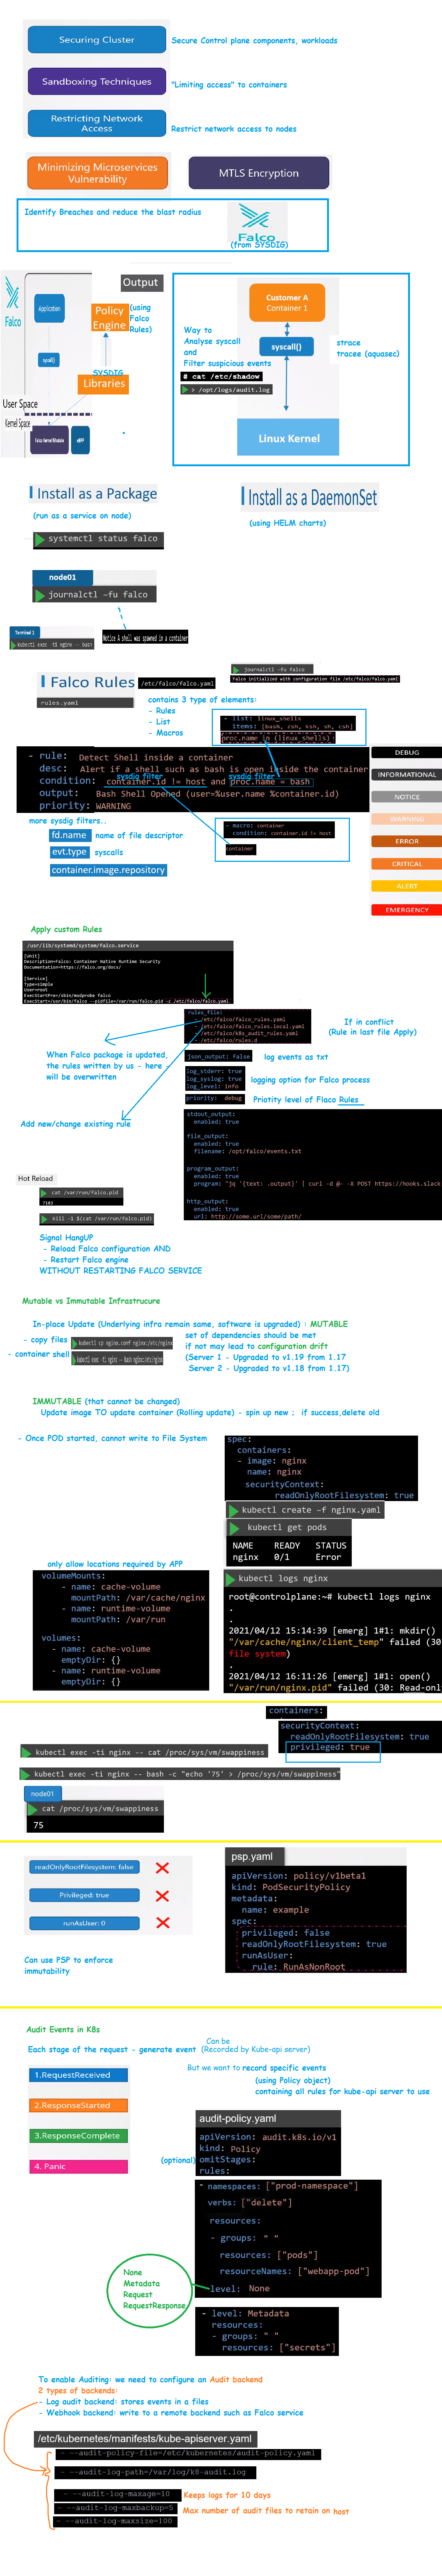 Securing Cluster
Secure Control plane components, workloads
Sandboxing Techniques
"Limiting access" to containers
Restricting Network
Access
Restrict network access to nodes
Minimizing Microservices
Vulnerability
MTLS Encryption
Identify Breaches and reduce the blast radius
Falco
(from SYSDIG)
Falco
Application
syscall()
Output
Policy
Engine
(using
Falco
Rules)
SYSDIG
Libraries
User Space
Kernel Space
Falco Kernel Module
eBPF
Way to
Analyse syscall
and
Filter suspicious events
# cat /etc/shadow
> /opt/logs/audit.log
Customer A
Container 1
syscall()
Linux Kernel
strace
tracee (aquasec)
Install as a Package
(run as a service on node)
systemctl status falco
node01
journalctl -fu falco
Terminal 2
kubectl exec -ti nginx -- bash
Notice A shell was spawned in a container
Install as a DaemonSet
(using HELM charts)
Falco Rules
rules.yaml
/etc/falco/falco.yaml
journalctl -fu falco
Falco initialized with configuration file /etc/falco/falco.yaml
contains 3 type of elements:
- Rules
- List
- Macros
- list: linux_shells
items: [bash, zsh, ksh, sh, csh]
proc.name in (linux_shells)
- rule: Detect Shell inside a container
desc: Alert if a shell such as bash is open inside the container
sysdig filter
sysdig filter
condition: container.id != host and proc.name = bash
output: Bash Shell Opened (user=%user.name %container.id)
priority: WARNING
DEBUG
INFORMATIONAL
NOTICE
WARNING
ERROR
CRITICAL
ALERT
EMERGENCY
more sysdig filters..
fd.name name of file descriptor
evt.type syscalls
container.image.repository
- macro: container
condition: container.id != host
container
Apply custom Rules
/usr/lib/systemd/system/falco.service
[Unit]
Description=Falco: Container Native Runtime Security
Documentation=https://falco.org/docs/
[Service]
Type=simple
User=root
ExecStartPre=/sbin/modprobe falco
ExecStart=/usr/bin/falco --pidfile=/var/run/falco.pid -c /etc/falco/falco.yaml
rules_file:
- /etc/falco/falco_rules.yaml
- /etc/falco/falco_rules.local.yaml
- /etc/falco/k8s_audit_rules.yaml
- /etc/falco/rules.d
If in conflict
(Rule in last file Apply)
When Falco package is updated,
the rules written by us - here -
will be overwritten
json_output: false
log events as txt
log_stderr: true
log_syslog: true
log_level: info
logging option for Falco process
priority: debug
Priotity level of Flaco Rules
Add new/change existing rule
stdout_output:
enabled: true
file_output:
enabled: true
filename: /opt/falco/events.txt
program_output:
enabled: true
program: "jq '{text: .output}' | curl -d @- -X POST https://hooks.slack
http_output:
enabled: true
url: http://some.url/some/path/
Hot Reload
cat /var/run/falco.pid
7183
kill -1 $(cat /var/run/falco.pid)
Signal HangUP
- Reload Falco configuration AND
- Restart Falco engine
WITHOUT RESTARTING FALCO SERVICE
Mutable vs Immutable Infrastrucure
In-place Update (Underlying infra remain same, software is upgraded) : MUTABLE
- copy files kubectl cp nginx.conf nginx:/etc/nginx
- container shell kubectl exec -ti nginx -- bash nginx:/etc/nginx
set of dependencies should be met
if not may lead to configuration drift
(Server 1 - Upgraded to v1.19 from 1.17
Server 2 - Upgraded to v1.18 from 1.17)
IMMUTABLE (that cannot be changed)
Update image TO update container (Rolling update) - spin up new ; if success,delete old
- Once POD started, cannot write to File System
spec:
containers:
- image: nginx
name: nginx
securityContext:
readOnlyRootFilesystem: true
kubectl create –f nginx.yaml
kubectl get pods
NAME READY STATUS
nginx 0/1 Error
only allow locations required by APP
volumeMounts:
- name: cache-volume
mountPath: /var/cache/nginx
- name: runtime-volume
mountPath: /var/run
volumes:
- name: cache-volume
emptyDir: {}
- name: runtime-volume
emptyDir: {}
kubectl logs nginx
root@controlplane:~# kubectl logs nginx
.
.
2021/04/12 15:14:39 [emerg] 1#1: mkdir()
"/var/cache/nginx/client_temp" failed (30
file system)
.
2021/04/12 16:11:26 [emerg] 1#1: open()
"/var/run/nginx.pid" failed (30: Read-onl
containers:
securityContext:
readOnlyRootFilesystem: true
privileged: true
kubectl exec -ti nginx -- cat /proc/sys/vm/swappiness
kubectl exec -ti nginx -- bash -c "echo '75' > /proc/sys/vm/swappiness"
node01
cat /proc/sys/vm/swappiness
75
readOnlyRootFilesystem: false
Privileged: true
runAsUser: 0
Can use PSP to enforce
immutability
psp.yaml
apiVersion: policy/v1beta1
kind: PodSecurityPolicy
metadata:
name: example
spec:
privileged: false
readOnlyRootFilesystem: true
runAsUser:
rule: RunAsNonRoot
Audit Events in K8s
Can be
Each stage of the request - generate event (Recorded by Kube-api server)
1.RequestReceived
2.ResponseStarted
3.ResponseComplete
4. Panic
But we want to record specific events
(using Policy object)
containing all rules for kube-api server to use
audit-policy.yaml
apiVersion: audit.k8s.io/v1
kind: Policy
(optional) omitStages:
rules:
- namespaces: ["prod-namespace"]
verbs: ["delete"]
resources:
- groups: " "
resources: ["pods"]
resourceNames: ["webapp-pod"]
level: None
None
Metadata
Request
RequestResponse
- level: Metadata
resources:
- groups: " "
resources: ["secrets"]
To enable Auditing: we need to configure an Audit backend
2 types of backends:
- Log audit backend: stores events in a files
- Webhook backend: write to a remote backend such as Falco service
/etc/kubernetes/manifests/kube-apiserver.yaml
- --audit-policy-file=/etc/kubernetes/audit-policy.yaml
- --audit-log-path=/var/log/k8-audit.log
- --audit-log-maxage=10 Keeps logs for 10 days
- --audit-log-maxbackup=5 Max number of audit files to retain on host
- --audit-log-maxsize=100